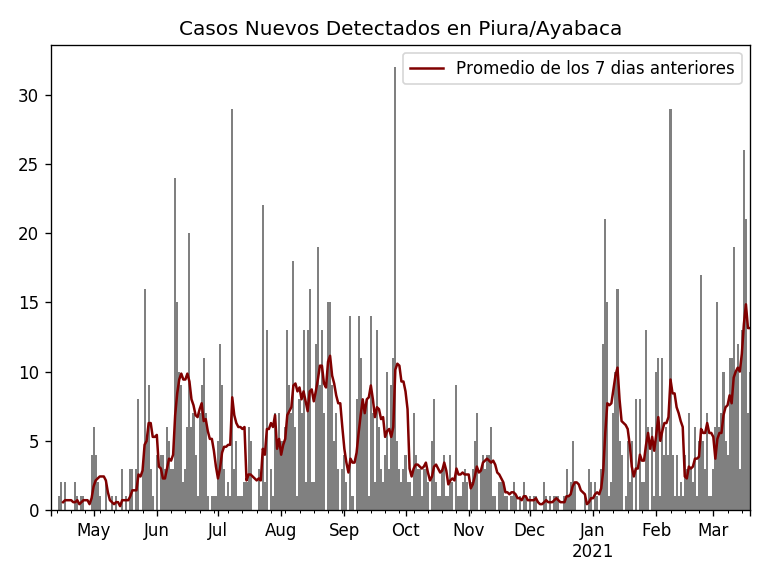 Casos Nuevos Detectados en Piura/Ayabaca
Promedio de los 7 dias anteriores
30
25
20
15
10
5
0
May Jun Jul Aug Sep Oct Nov Dec Jan Feb Mar
2021